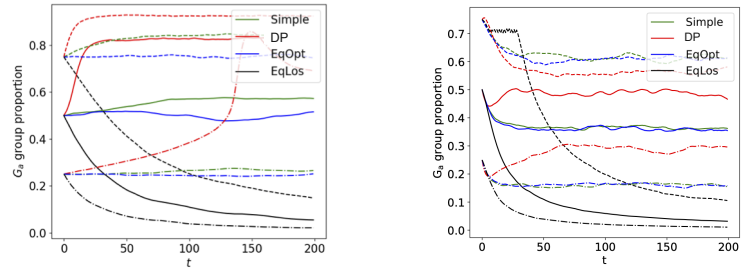 Simple
DP
EqOpt
EqLos
0.8
0.6
0.4
0.2
0.0
G_a group proportion
0 50 100 150 200
t
Simple
DP
EqOpt
EqLos
0.7
0.6
0.5
0.4
0.3
0.2
0.1
0.0
G_a group proportion
0 50 100 150 200
t